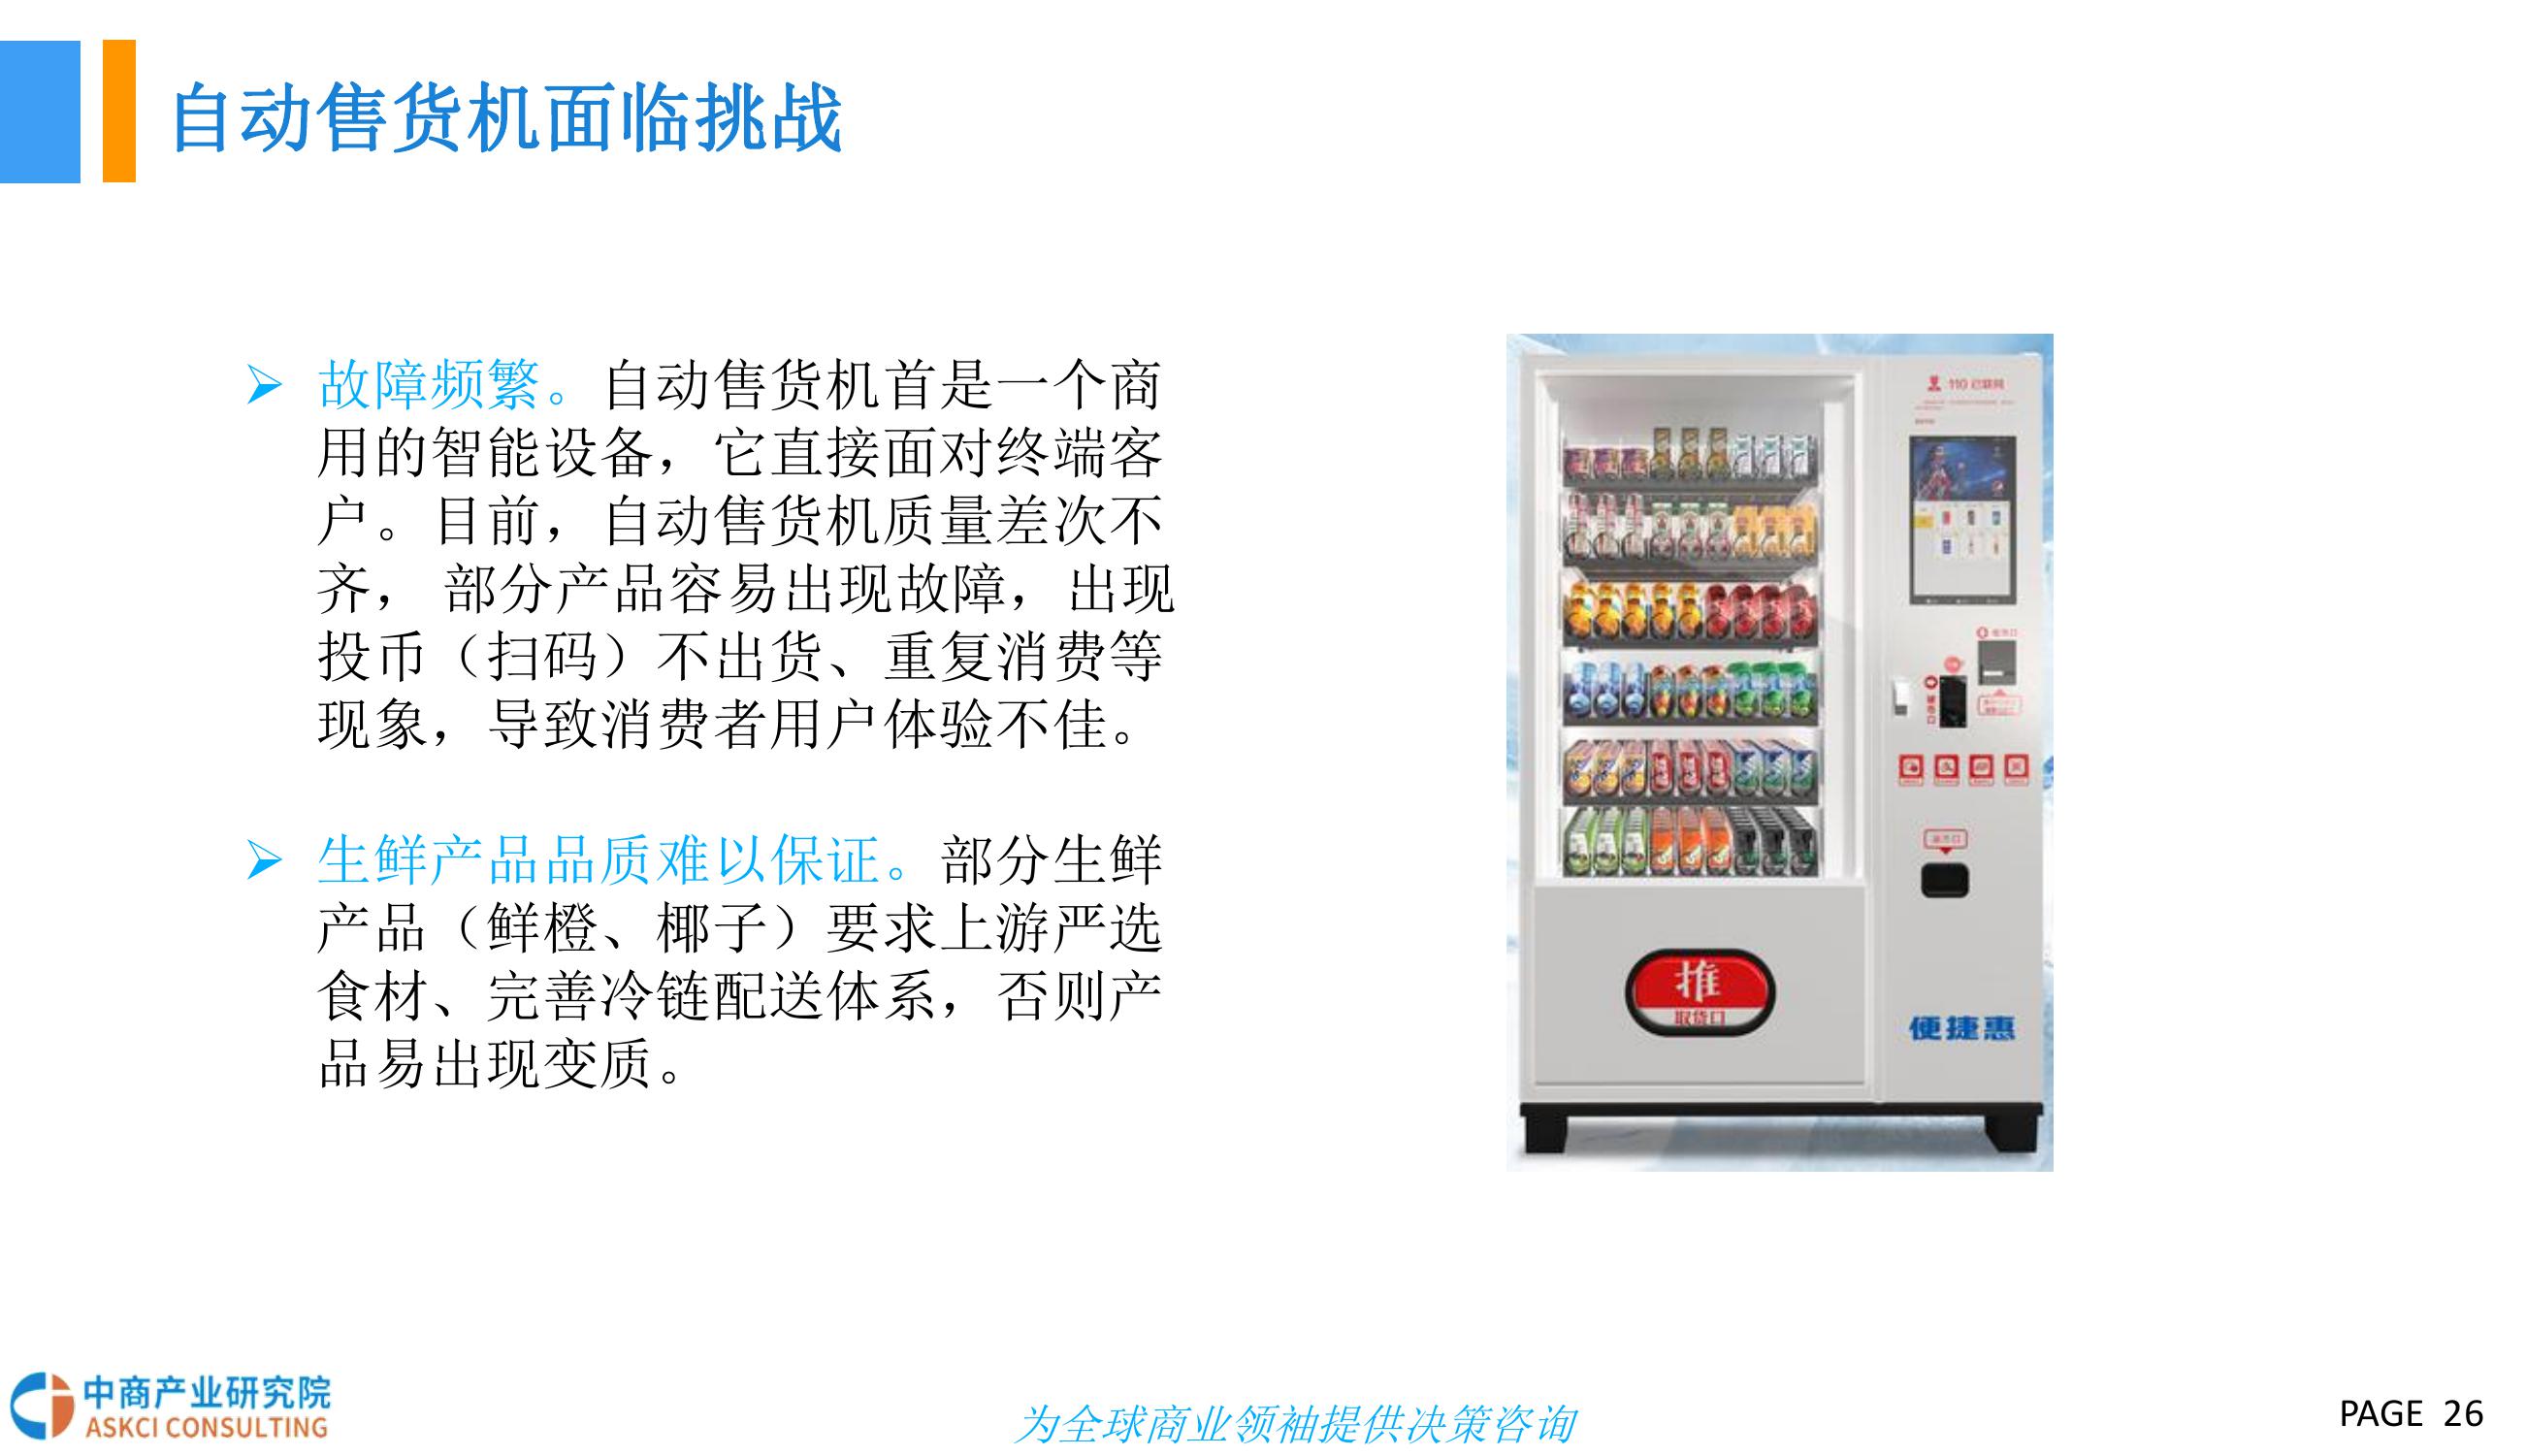 自动售货机面临挑战
故障频繁。自动售货机首是一个商
用的智能设备，它直接面对终端客
户。目前，自动售货机质量差次不
齐， 部分产品容易出现故障，出现
投币（扫码）不出货、重复消费等
现象，导致消费者用户体验不佳。
生鲜产品品质难以保证。部分生鲜
产品（鲜橙、椰子）要求上游严选
食材、完善冷链配送体系，否则产
品易出现变质。
110 已联网
硬币口
推
取货口
便捷惠
中商产业研究院
ASKCI CONSULTING
为全球商业领袖提供决策咨询
PAGE 26